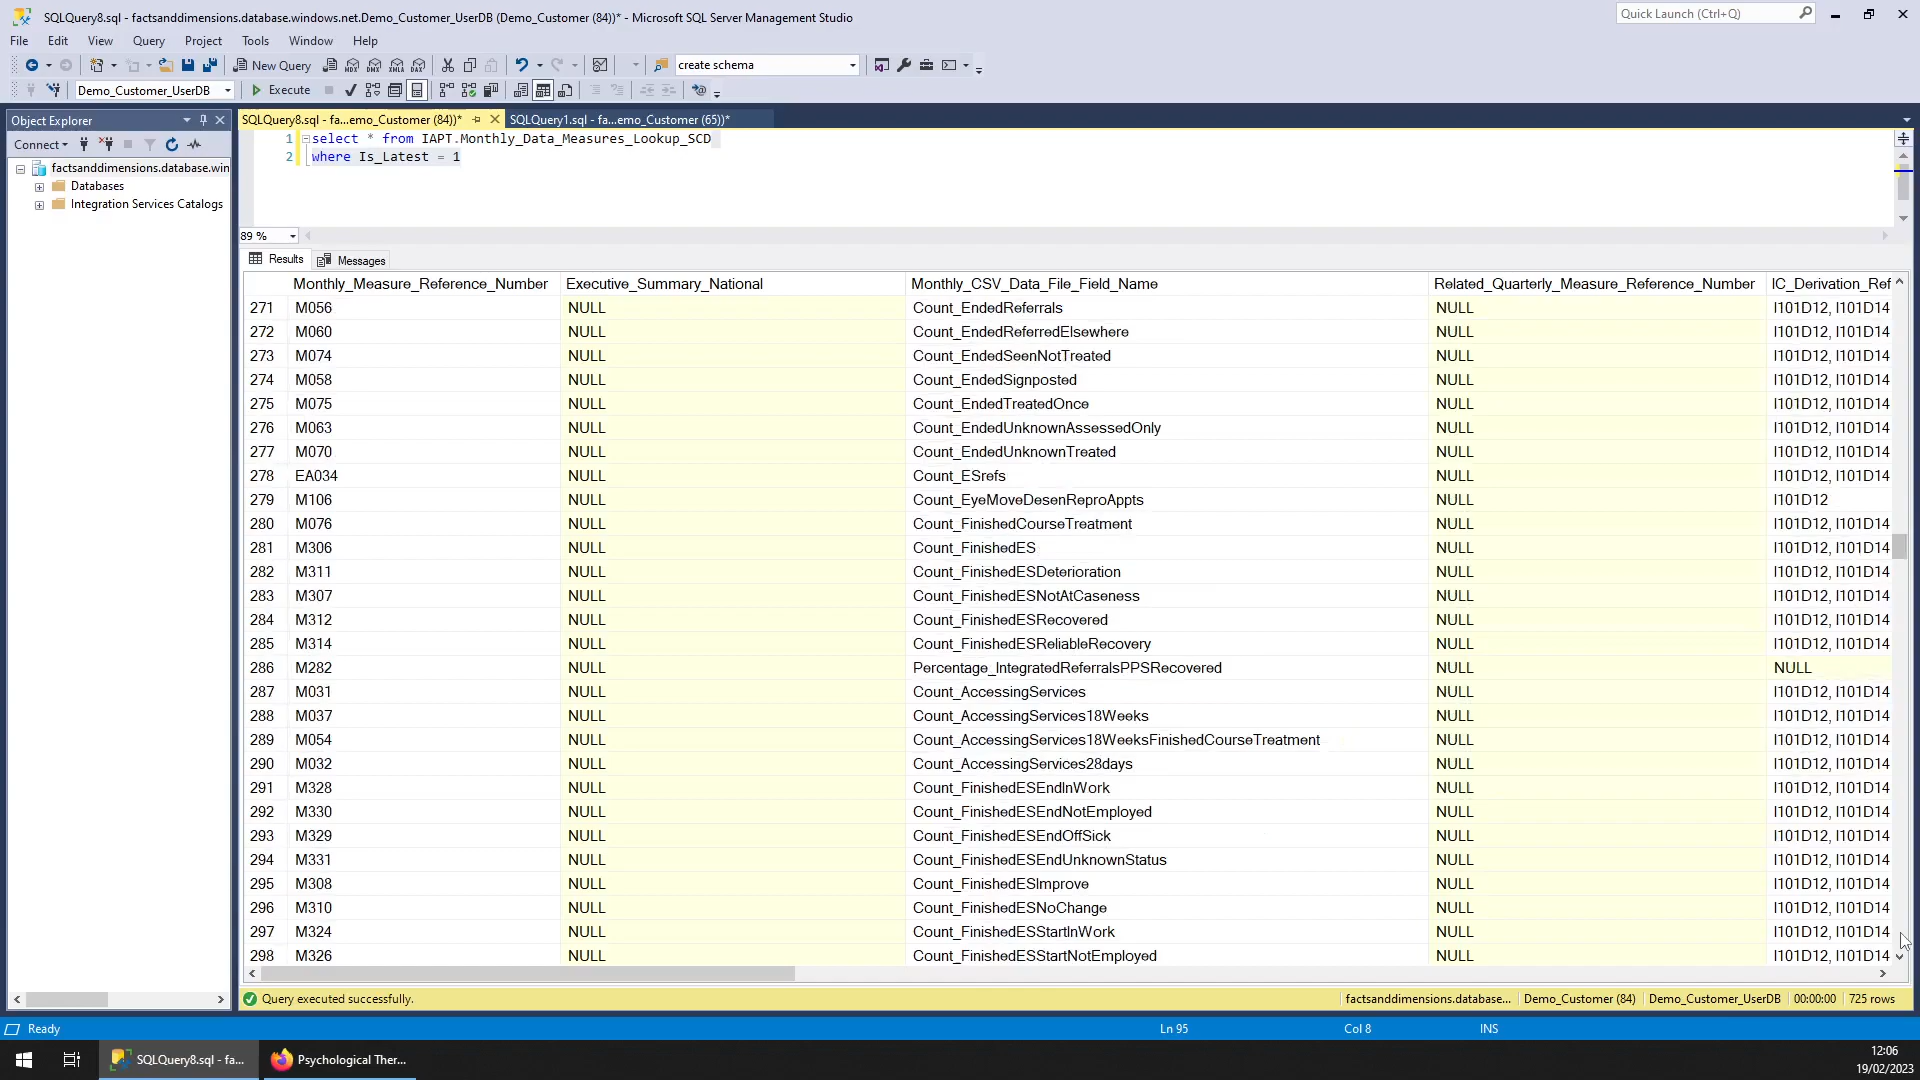 SQLQuery8.sql - factsanddimensions.database.windows.net.Demo_Customer_UserDB (Demo_Customer (84))* - Microsoft SQL Server Management Studio
Quick Launch (Ctrl+Q)
File Edit View Query Project Tools Window Help
New Query
create schema
Demo_Customer_UserDB
Execute
Object Explorer
SQLQuery8.sql - fa...emo_Customer (84))*
SQLQuery1.sql - fa...emo_Customer (65))*
Connect
factsanddimensions.database.win
Databases
Integration Services Catalogs
1 select * from IAPT.Monthly_Data_Measures_Lookup_SCD
2 where Is_Latest = 1
89 %
Results Messages
Monthly_Measure_Reference_Number Executive_Summary_National Monthly_CSV_Data_File_Field_Name Related_Quarterly_Measure_Reference_Number IC_Derivation_Ref
271 M056 NULL Count_EndedReferrals NULL I101D12, I101D14
272 M060 NULL Count_EndedReferredElsewhere NULL I101D12, I101D14
273 M074 NULL Count_EndedSeenNotTreated NULL I101D12, I101D14
274 M058 NULL Count_EndedSignposted NULL I101D12, I101D14
275 M075 NULL Count_EndedTreatedOnce NULL I101D12, I101D14
276 M063 NULL Count_EndedUnknownAssessedOnly NULL I101D12, I101D14
277 M070 NULL Count_EndedUnknownTreated NULL I101D12, I101D14
278 EA034 NULL Count_ESrefs NULL I101D12, I101D14
279 M106 NULL Count_EyeMoveDesenReproAppts NULL I101D12
280 M076 NULL Count_FinishedCourseTreatment NULL I101D12, I101D14
281 M306 NULL Count_FinishedES NULL I101D12, I101D14
282 M311 NULL Count_FinishedESDeterioration NULL I101D12, I101D14
283 M307 NULL Count_FinishedESNotAtCaseness NULL I101D12, I101D14
284 M312 NULL Count_FinishedESRecovered NULL I101D12, I101D14
285 M314 NULL Count_FinishedESReliableRecovery NULL I101D12, I101D14
286 M282 NULL Percentage_IntegratedReferralsPPSRecovered NULL NULL
287 M031 NULL Count_AccessingServices NULL I101D12, I101D14
288 M037 NULL Count_AccessingServices18Weeks NULL I101D12, I101D14
289 M054 NULL Count_AccessingServices18WeeksFinishedCourseTreatment NULL I101D12, I101D14
290 M032 NULL Count_AccessingServices28days NULL I101D12, I101D14
291 M328 NULL Count_FinishedESEndInWork NULL I101D12, I101D14
292 M330 NULL Count_FinishedESEndNotEmployed NULL I101D12, I101D14
293 M329 NULL Count_FinishedESEndOffSick NULL I101D12, I101D14
294 M331 NULL Count_FinishedESEndUnknownStatus NULL I101D12, I101D14
295 M308 NULL Count_FinishedESImprove NULL I101D12, I101D14
296 M310 NULL Count_FinishedESNoChange NULL I101D12, I101D14
297 M324 NULL Count_FinishedESStartInWork NULL I101D12, I101D14
298 M326 NULL Count_FinishedESStartNotEmployed NULL I101D12, I101D14
Query executed successfully.
factsanddimensions.database... Demo_Customer (84) Demo_Customer_UserDB 00:00:00 725 rows
Ready
Ln 95 Col 8 INS
SQLQuery8.sql - fa...
Psychological Ther...
12:06
19/02/2023